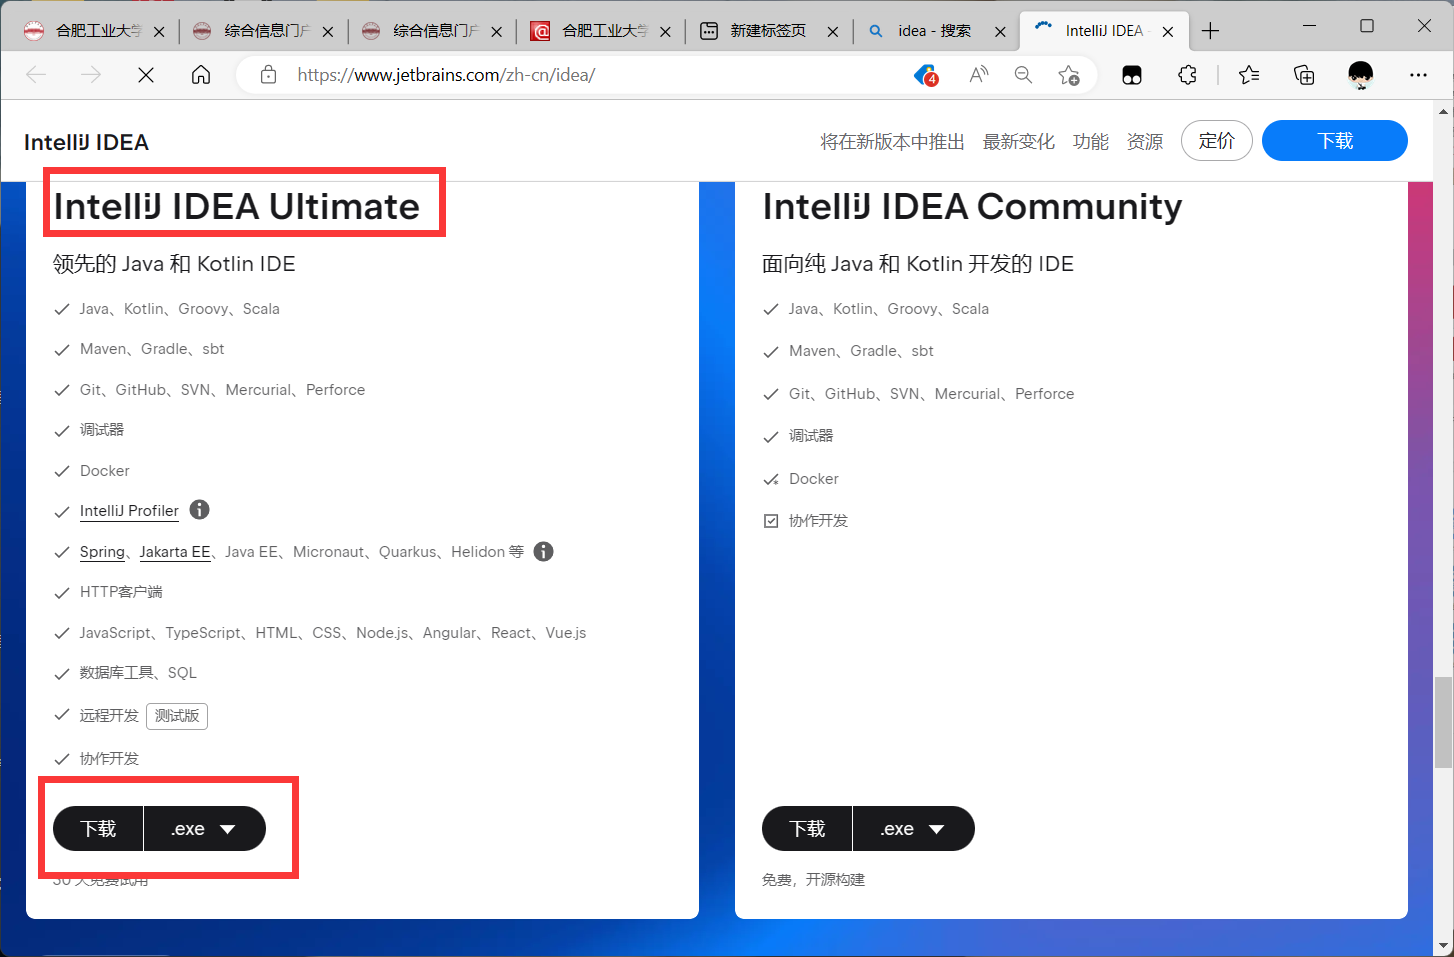 合肥工业大学
综合信息门户
综合信息门户
合肥工业大学
新建标签页
idea - 搜索
IntelliJ IDEA -
https://www.jetbrains.com/zh-cn/idea/
4
IntelliJ IDEA
将在新版本中推出 最新变化 功能 资源 定价 下载
IntelliJ IDEA Ultimate
领先的 Java 和 Kotlin IDE
Java、Kotlin、Groovy、Scala
Maven、Gradle、sbt
Git、GitHub、SVN、Mercurial、Perforce
调试器
Docker
IntelliJ Profiler
Spring、Jakarta EE、Java EE、Micronaut、Quarkus、Helidon 等
HTTP客户端
JavaScript、TypeScript、HTML、CSS、Node.js、Angular、React、Vue.js
数据库工具、SQL
远程开发 测试版
协作开发
下载 .exe
30 天免费试用
IntelliJ IDEA Community
面向纯 Java 和 Kotlin 开发的 IDE
Java、Kotlin、Groovy、Scala
Maven、Gradle、sbt
Git、GitHub、SVN、Mercurial、Perforce
调试器
Docker
协作开发
下载 .exe
免费，开源构建